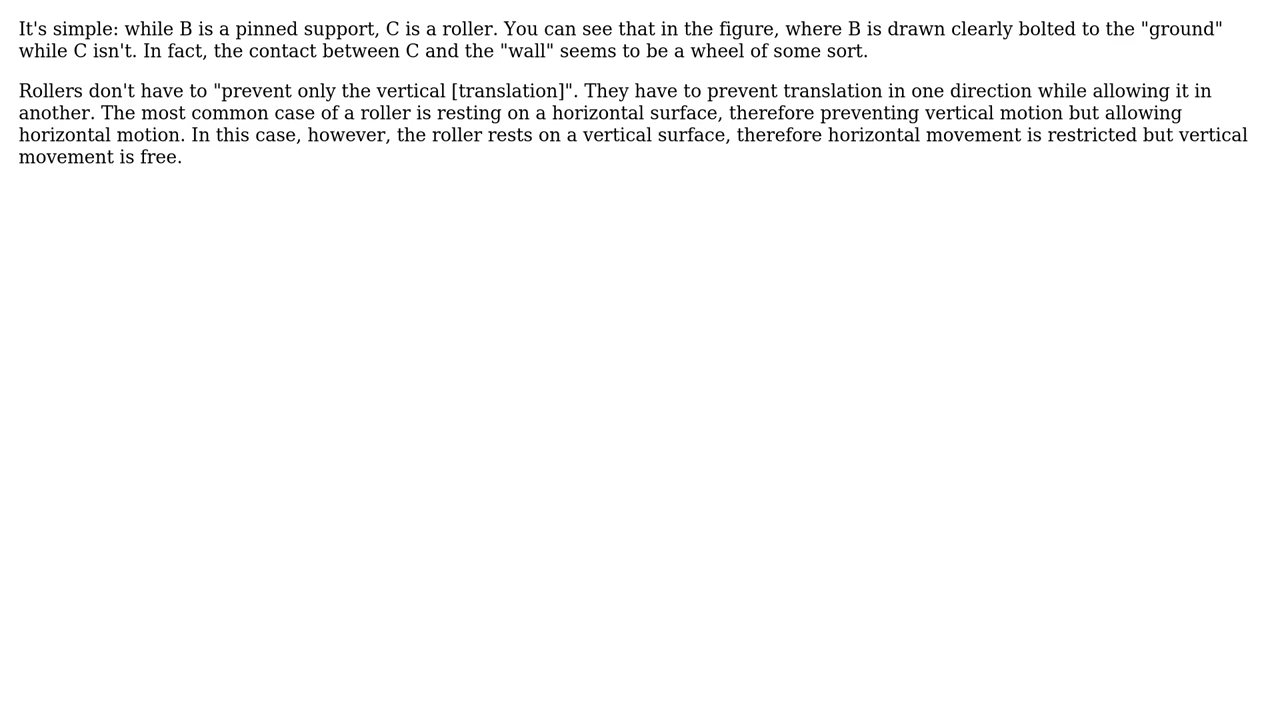 It's simple: while B is a pinned support, C is a roller. You can see that in the figure, where B is drawn clearly bolted to the "ground"
while C isn't. In fact, the contact between C and the "wall" seems to be a wheel of some sort.
Rollers don't have to "prevent only the vertical [translation]". They have to prevent translation in one direction while allowing it in
another. The most common case of a roller is resting on a horizontal surface, therefore preventing vertical motion but allowing
horizontal motion. In this case, however, the roller rests on a vertical surface, therefore horizontal movement is restricted but vertical
movement is free.